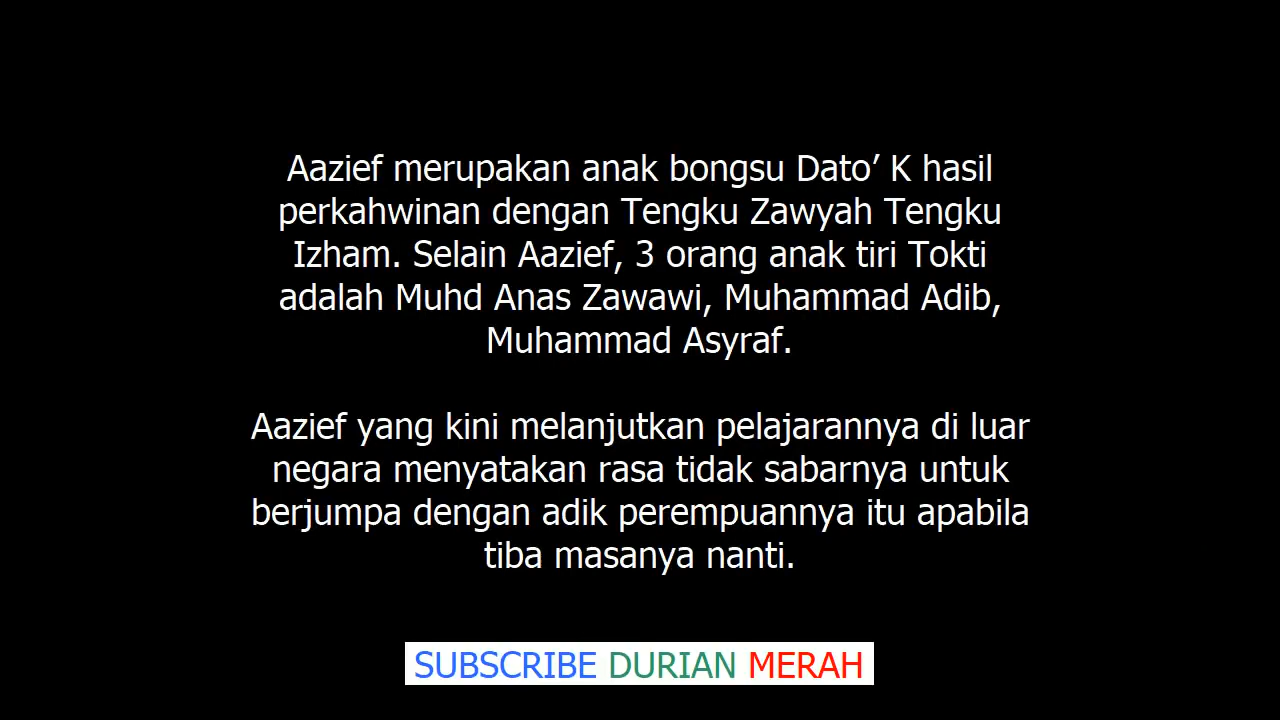 Aazief merupakan anak bongsu Dato’ K hasil
perkahwinan dengan Tengku Zawyah Tengku
Izham. Selain Aazief, 3 orang anak tiri Tokti
adalah Muhd Anas Zawawi, Muhammad Adib,
Muhammad Asyraf.
Aazief yang kini melanjutkan pelajarannya di luar
negara menyatakan rasa tidak sabarnya untuk
berjumpa dengan adik perempuannya itu apabila
tiba masanya nanti.
SUBSCRIBE DURIAN MERAH